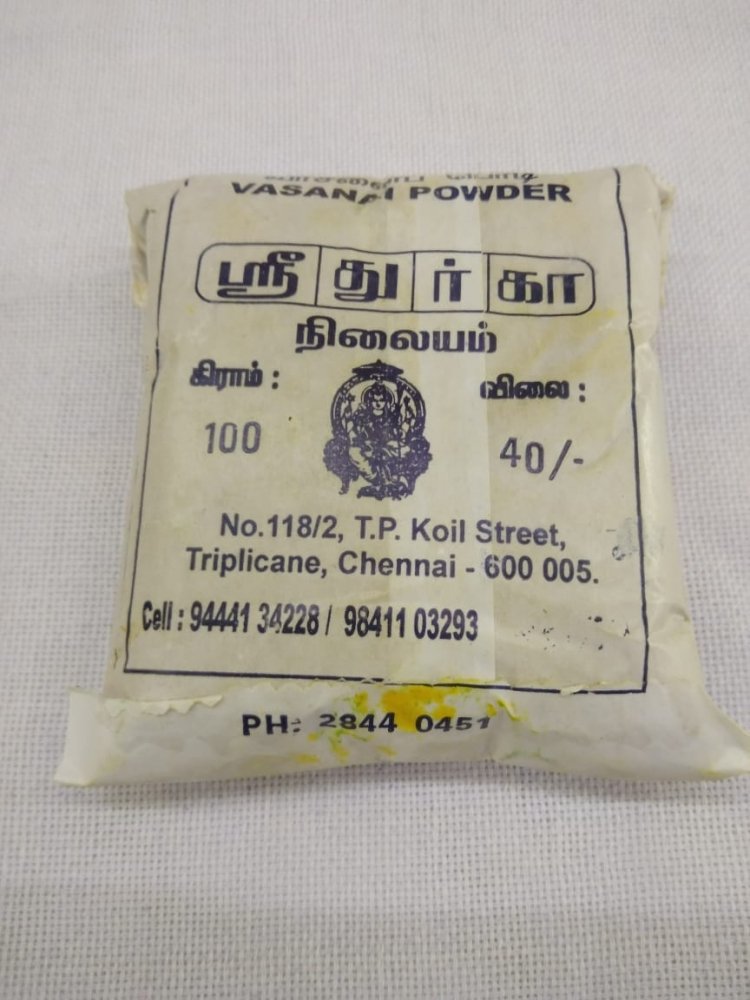 வாசனைப் பொடி
VASANAI POWDER
ஸ்ரீ துர்கா
நிலையம்
கிராம் : விலை :
100 40/-
No.118/2, T.P. Koil Street,
Triplicane, Chennai - 600 005.
Cell : 94441 34228 / 98411 03293
PH: 2844 0451